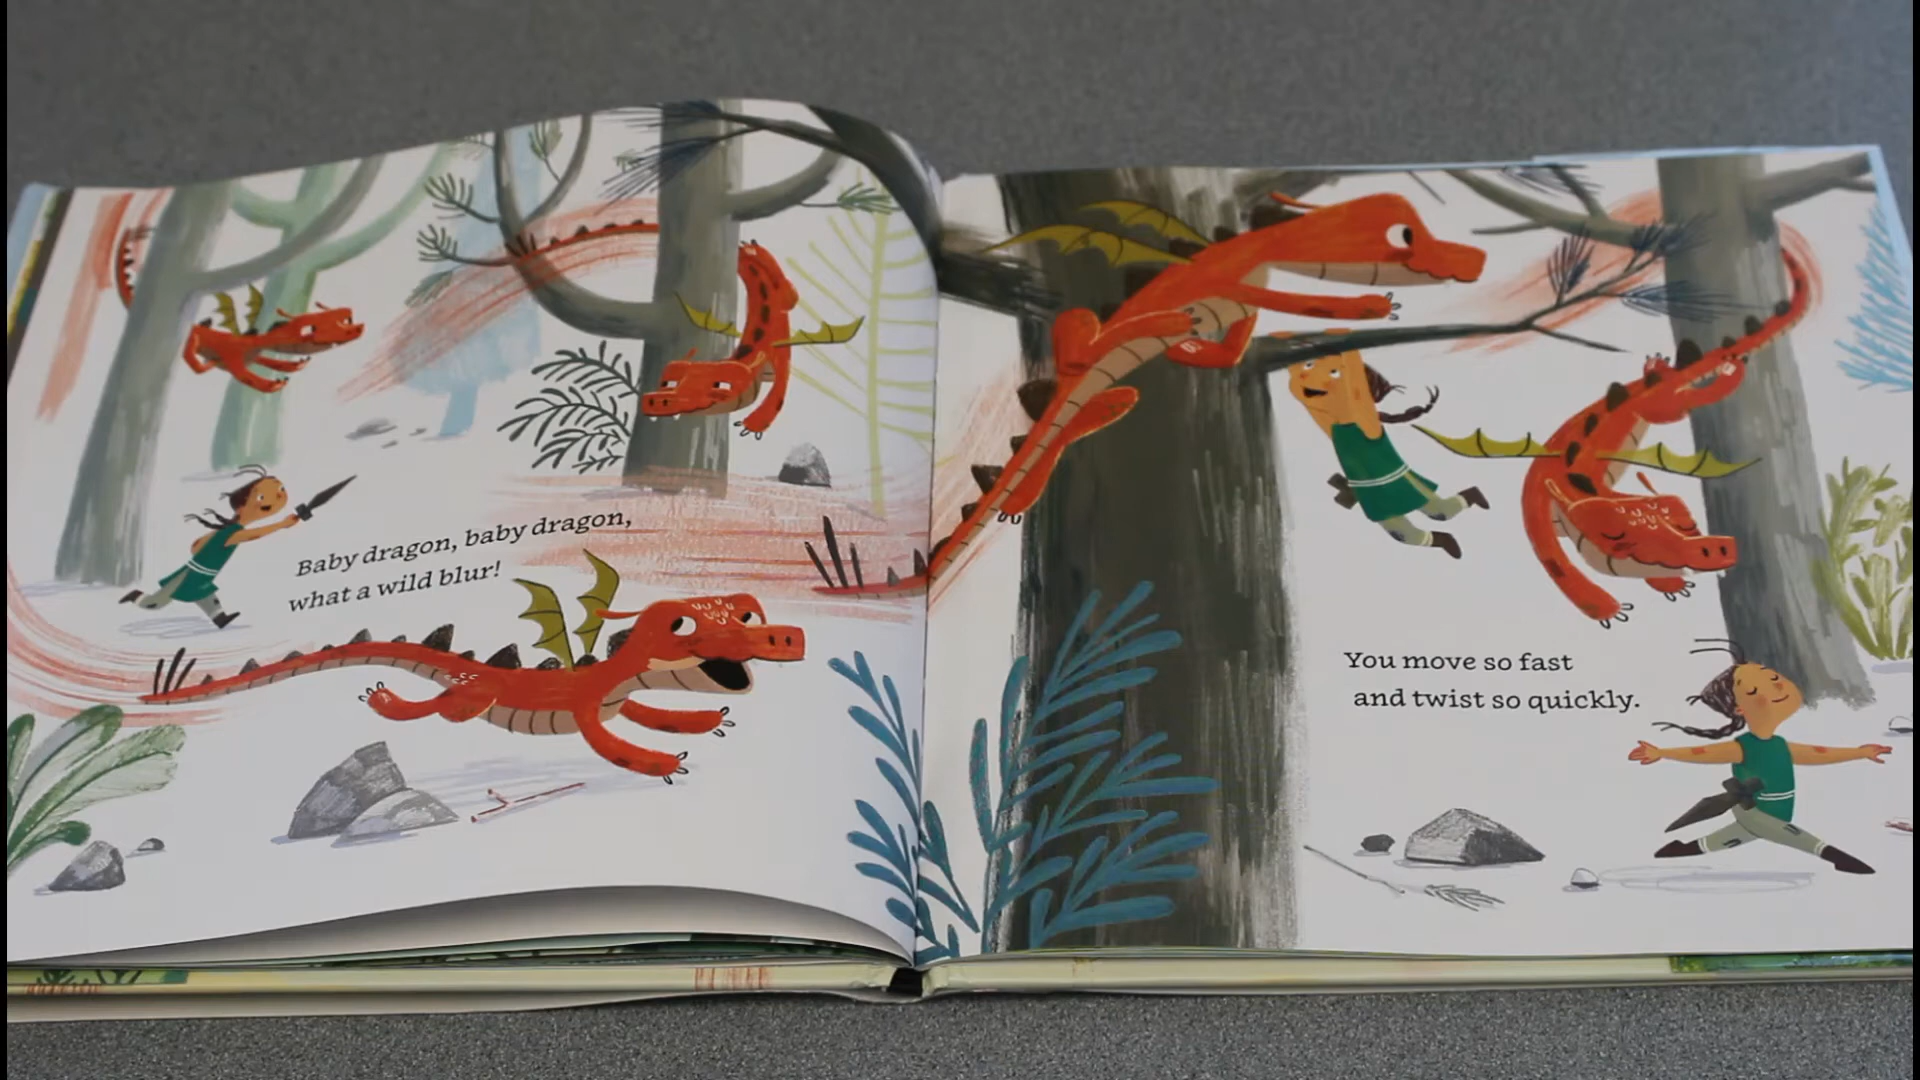 Baby dragon, baby dragon,
what a wild blur!
You move so fast
and twist so quickly.